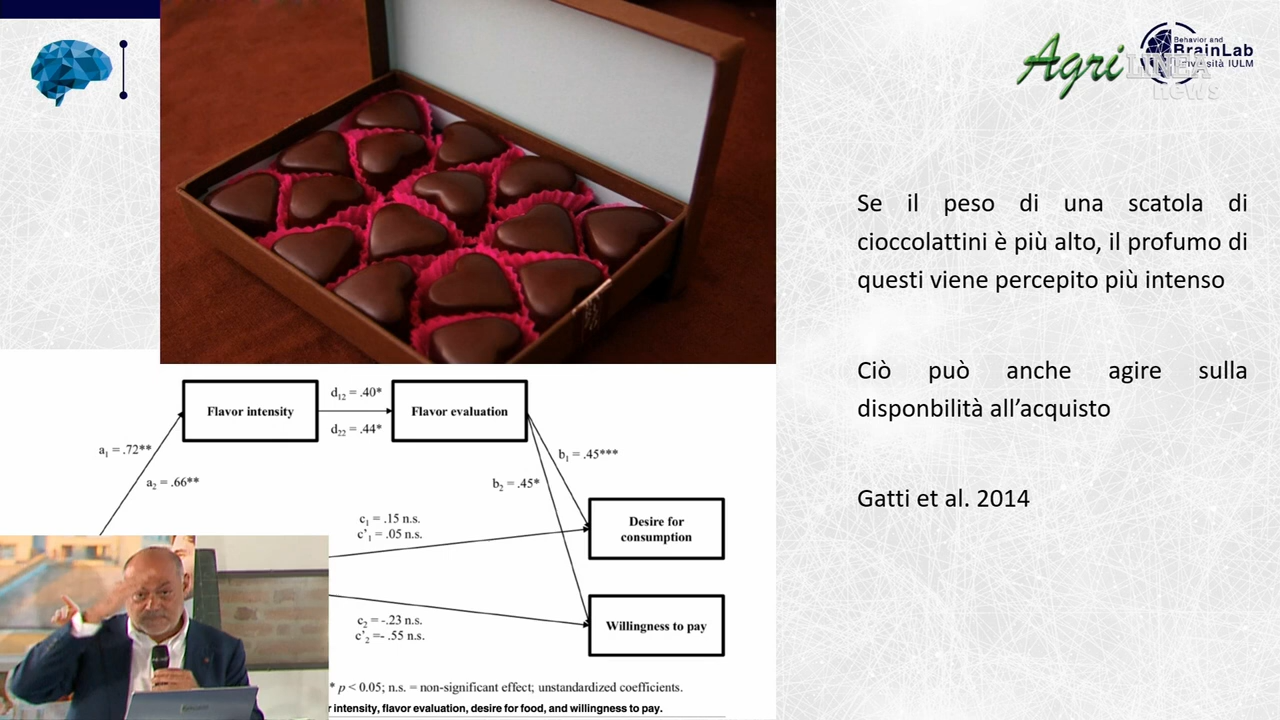 Agri LINEA
news
Behavior and
BrainLab
Università IULM
Se il peso di una scatola di
cioccolattini è più alto, il profumo di
questi viene percepito più intenso
Ciò può anche agire sulla
disponbilità all’acquisto
Gatti et al. 2014
Flavor intensity
d12 = .40*
d22 = .44*
Flavor evaluation
a1 = .72**
a2 = .66**
b1 = .45***
b2 = .45*
c1 = .15 n.s.
c’1 = .05 n.s.
Desire for
consumption
c2 = -.23 n.s.
c’2 =- .55 n.s.
Willingness to pay
* p < 0.05; n.s. = non-significant effect; unstandardized coefficients.
intensity, flavor evaluation, desire for food, and willingness to pay.